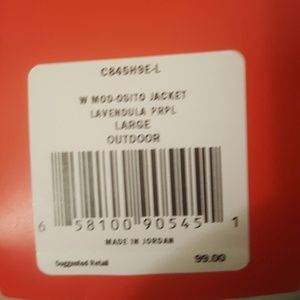 C845H9E-L
W MOD-OSITO JACKET
LAVENDULA PRPL
LARGE
OUTDOOR
6 58100 90545 1
MADE IN JORDAN
Suggested Retail 99.00